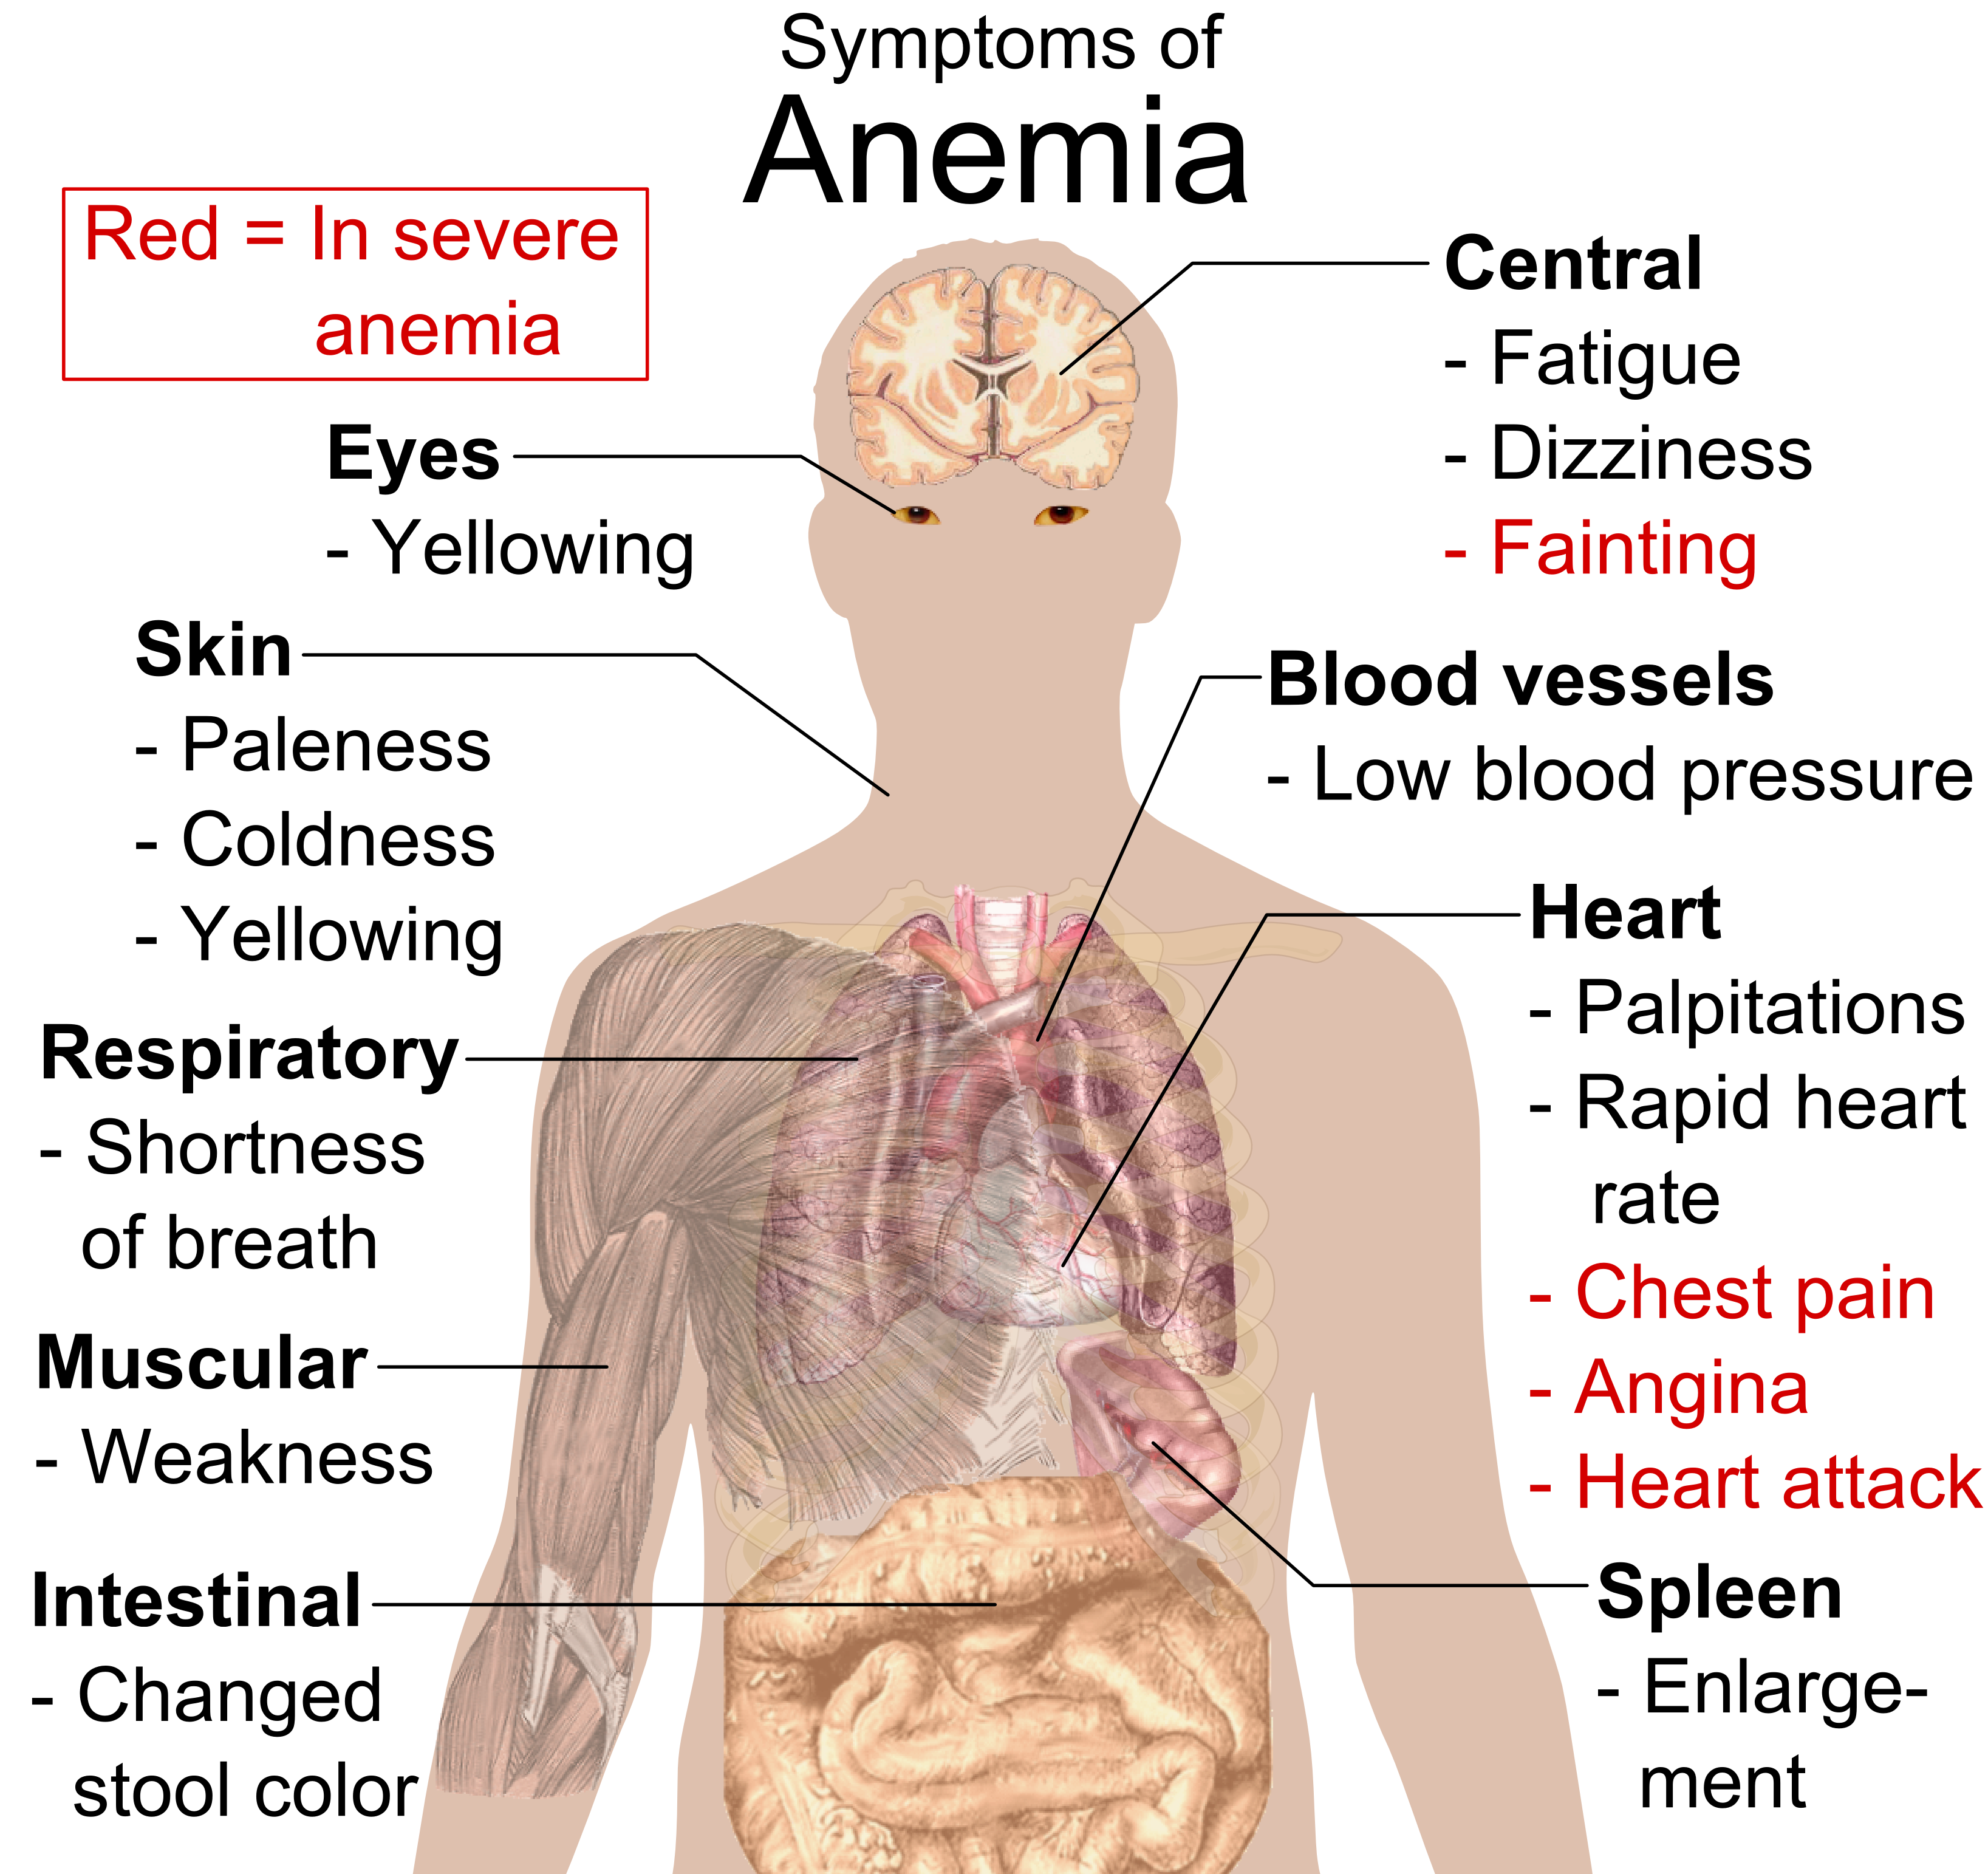 Symptoms of
Anemia
Red = In severe
anemia
Eyes
- Yellowing
Skin
- Paleness
- Coldness
- Yellowing
Respiratory
- Shortness
of breath
Muscular
- Weakness
Intestinal
- Changed
stool color
Central
- Fatigue
- Dizziness
- Fainting
Blood vessels
- Low blood pressure
Heart
- Palpitations
- Rapid heart
rate
- Chest pain
- Angina
- Heart attack
Spleen
- Enlarge-
ment